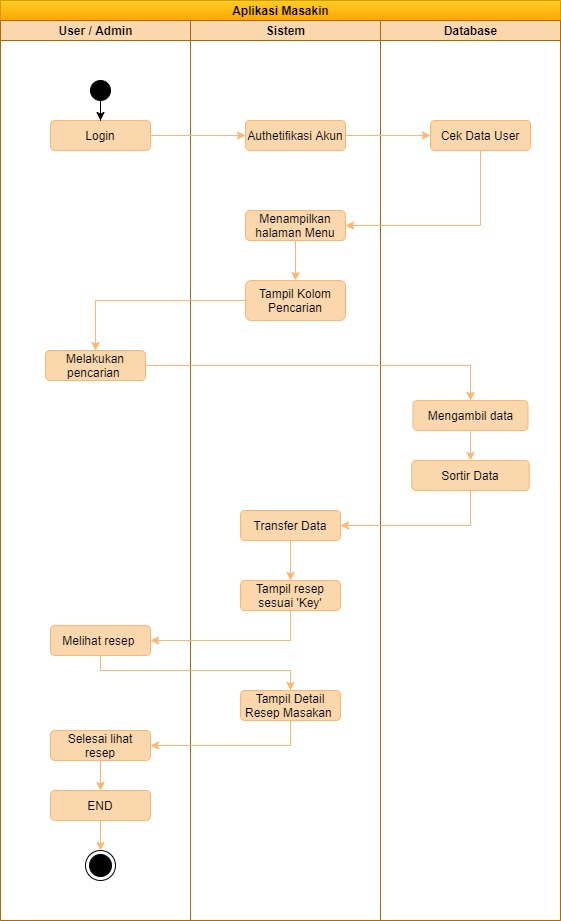 Aplikasi Masakin
User / Admin
Sistem
Database
Login
Authetifikasi Akun
Cek Data User
Menampilkan
halaman Menu
Tampil Kolom
Pencarian
Melakukan
pencarian
Mengambil data
Sortir Data
Transfer Data
Tampil resep
sesuai 'Key'
Melihat resep
Tampil Detail
Resep Masakan
Selesai lihat
resep
END